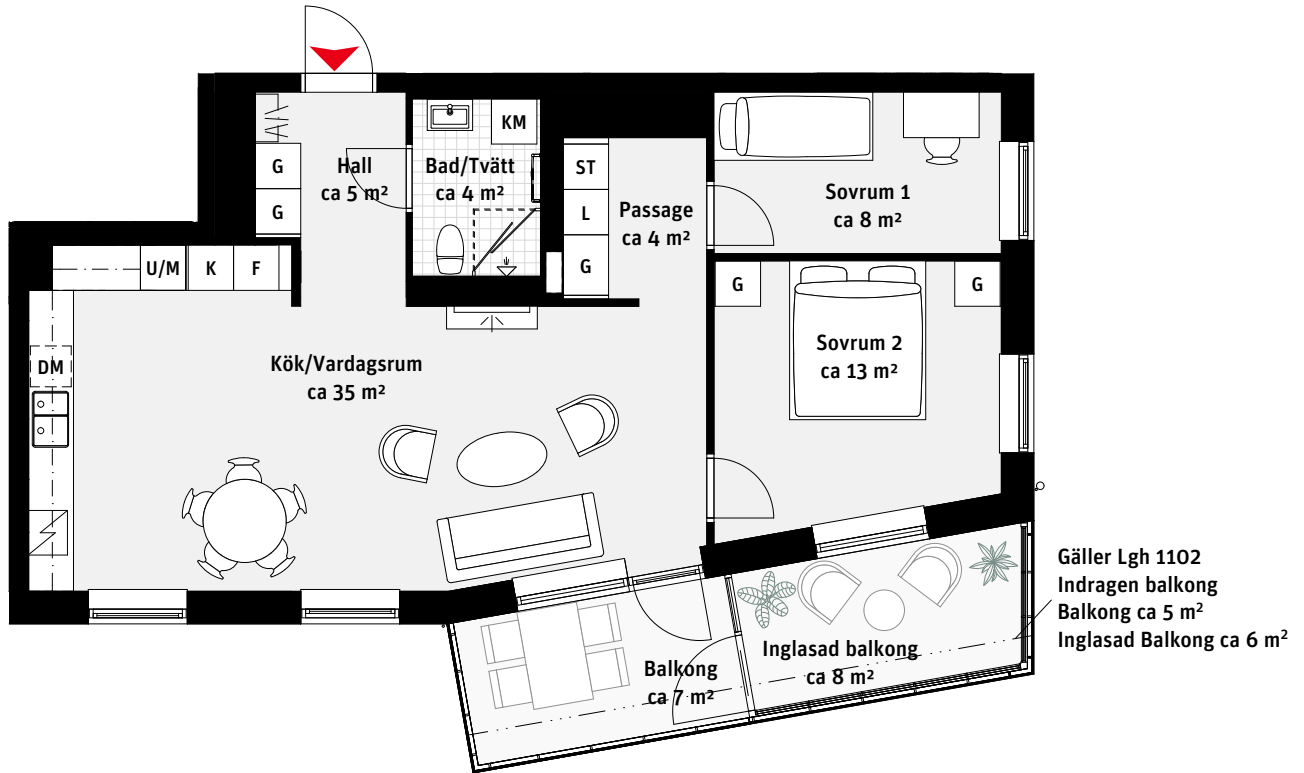 KM
G
Hall
ca 5 m²
Bad/Tvätt
ca 4 m²
ST
Sovrum 1
ca 8 m²
G
L
Passage
ca 4 m²
U/M
K
F
G
G
G
Sovrum 2
ca 13 m²
DM
Kök/Vardagsrum
ca 35 m²
Gäller Lgh 1102
Indragen balkong
Balkong ca 5 m²
Inglasad Balkong ca 6 m²
Inglasad balkong
ca 8 m²
Balkong
ca 7 m²